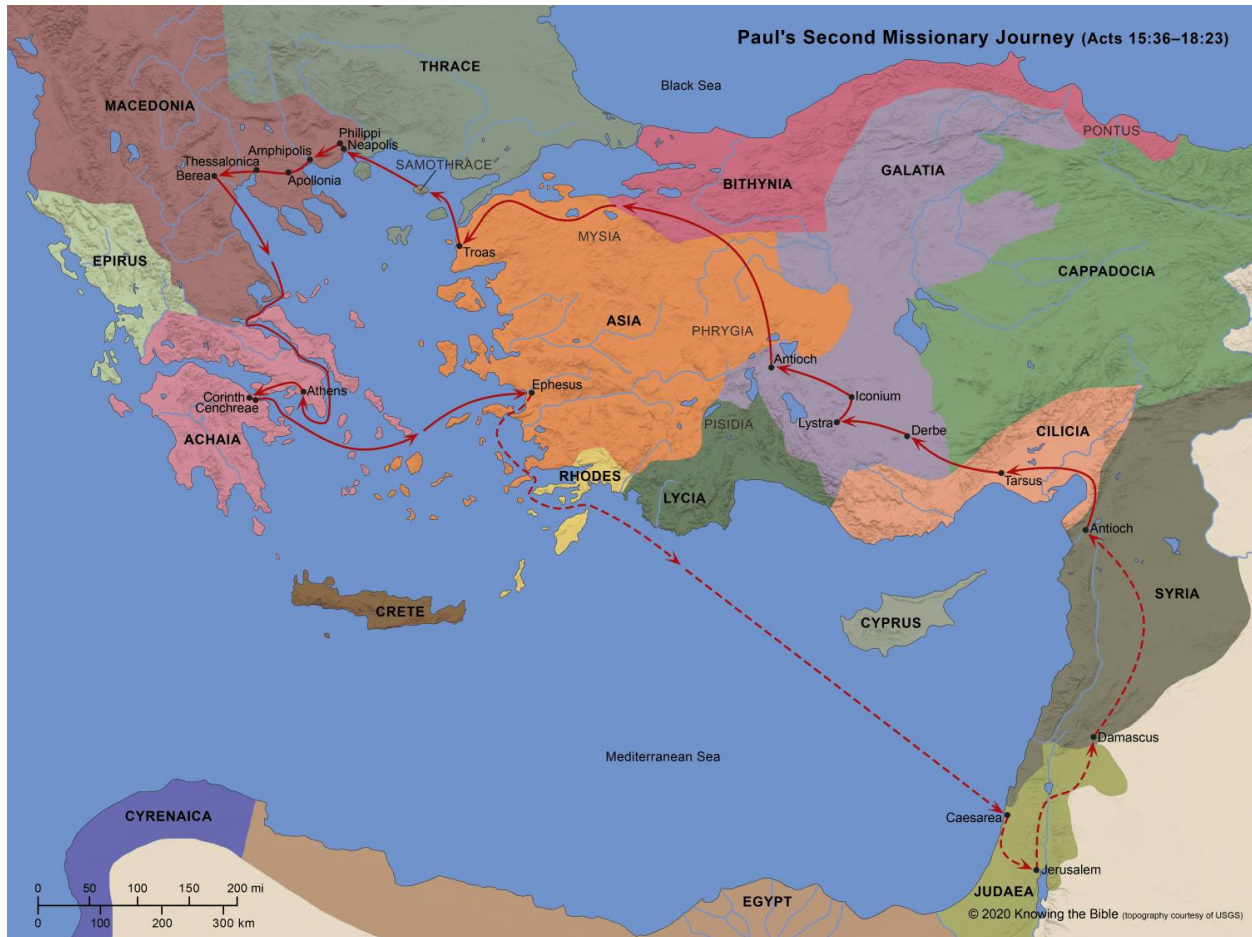 Paul's Second Missionary Journey (Acts 15:36–18:23)
THRACE
Black Sea
MACEDONIA
PONTUS
Philippi
Neapolis
Amphipolis
Thessalonica
SAMOTHRACE
Berea
Apollonia
BITHYNIA
GALATIA
MYSIA
Troas
EPIRUS
CAPPADOCIA
ASIA
PHRYGIA
Antioch
Ephesus
Athens
Corinth
Cenchreae
Iconium
Lystra
PISIDIA
Derbe
CILICIA
ACHAIA
RHODES
LYCIA
Tarsus
Antioch
SYRIA
CRETE
CYPRUS
Damascus
Mediterranean Sea
CYRENAICA
Caesarea
Jerusalem
JUDAEA
EGYPT
0 50 100 150 200 mi
0 100 200 300 km
© 2020 Knowing the Bible (topography courtesy of USGS)